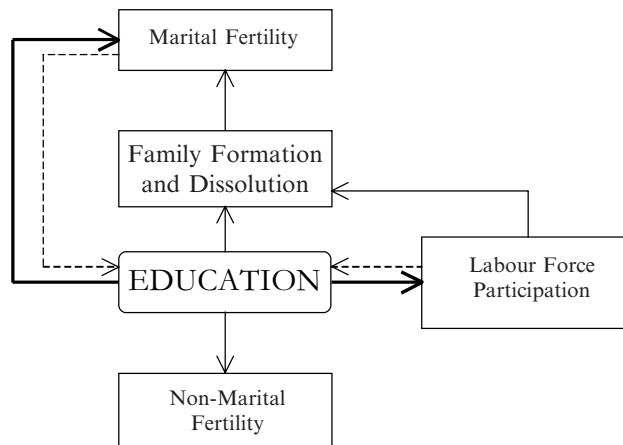 Marital Fertility
Family Formation
and Dissolution
EDUCATION
Labour Force
Participation
Non-Marital
Fertility